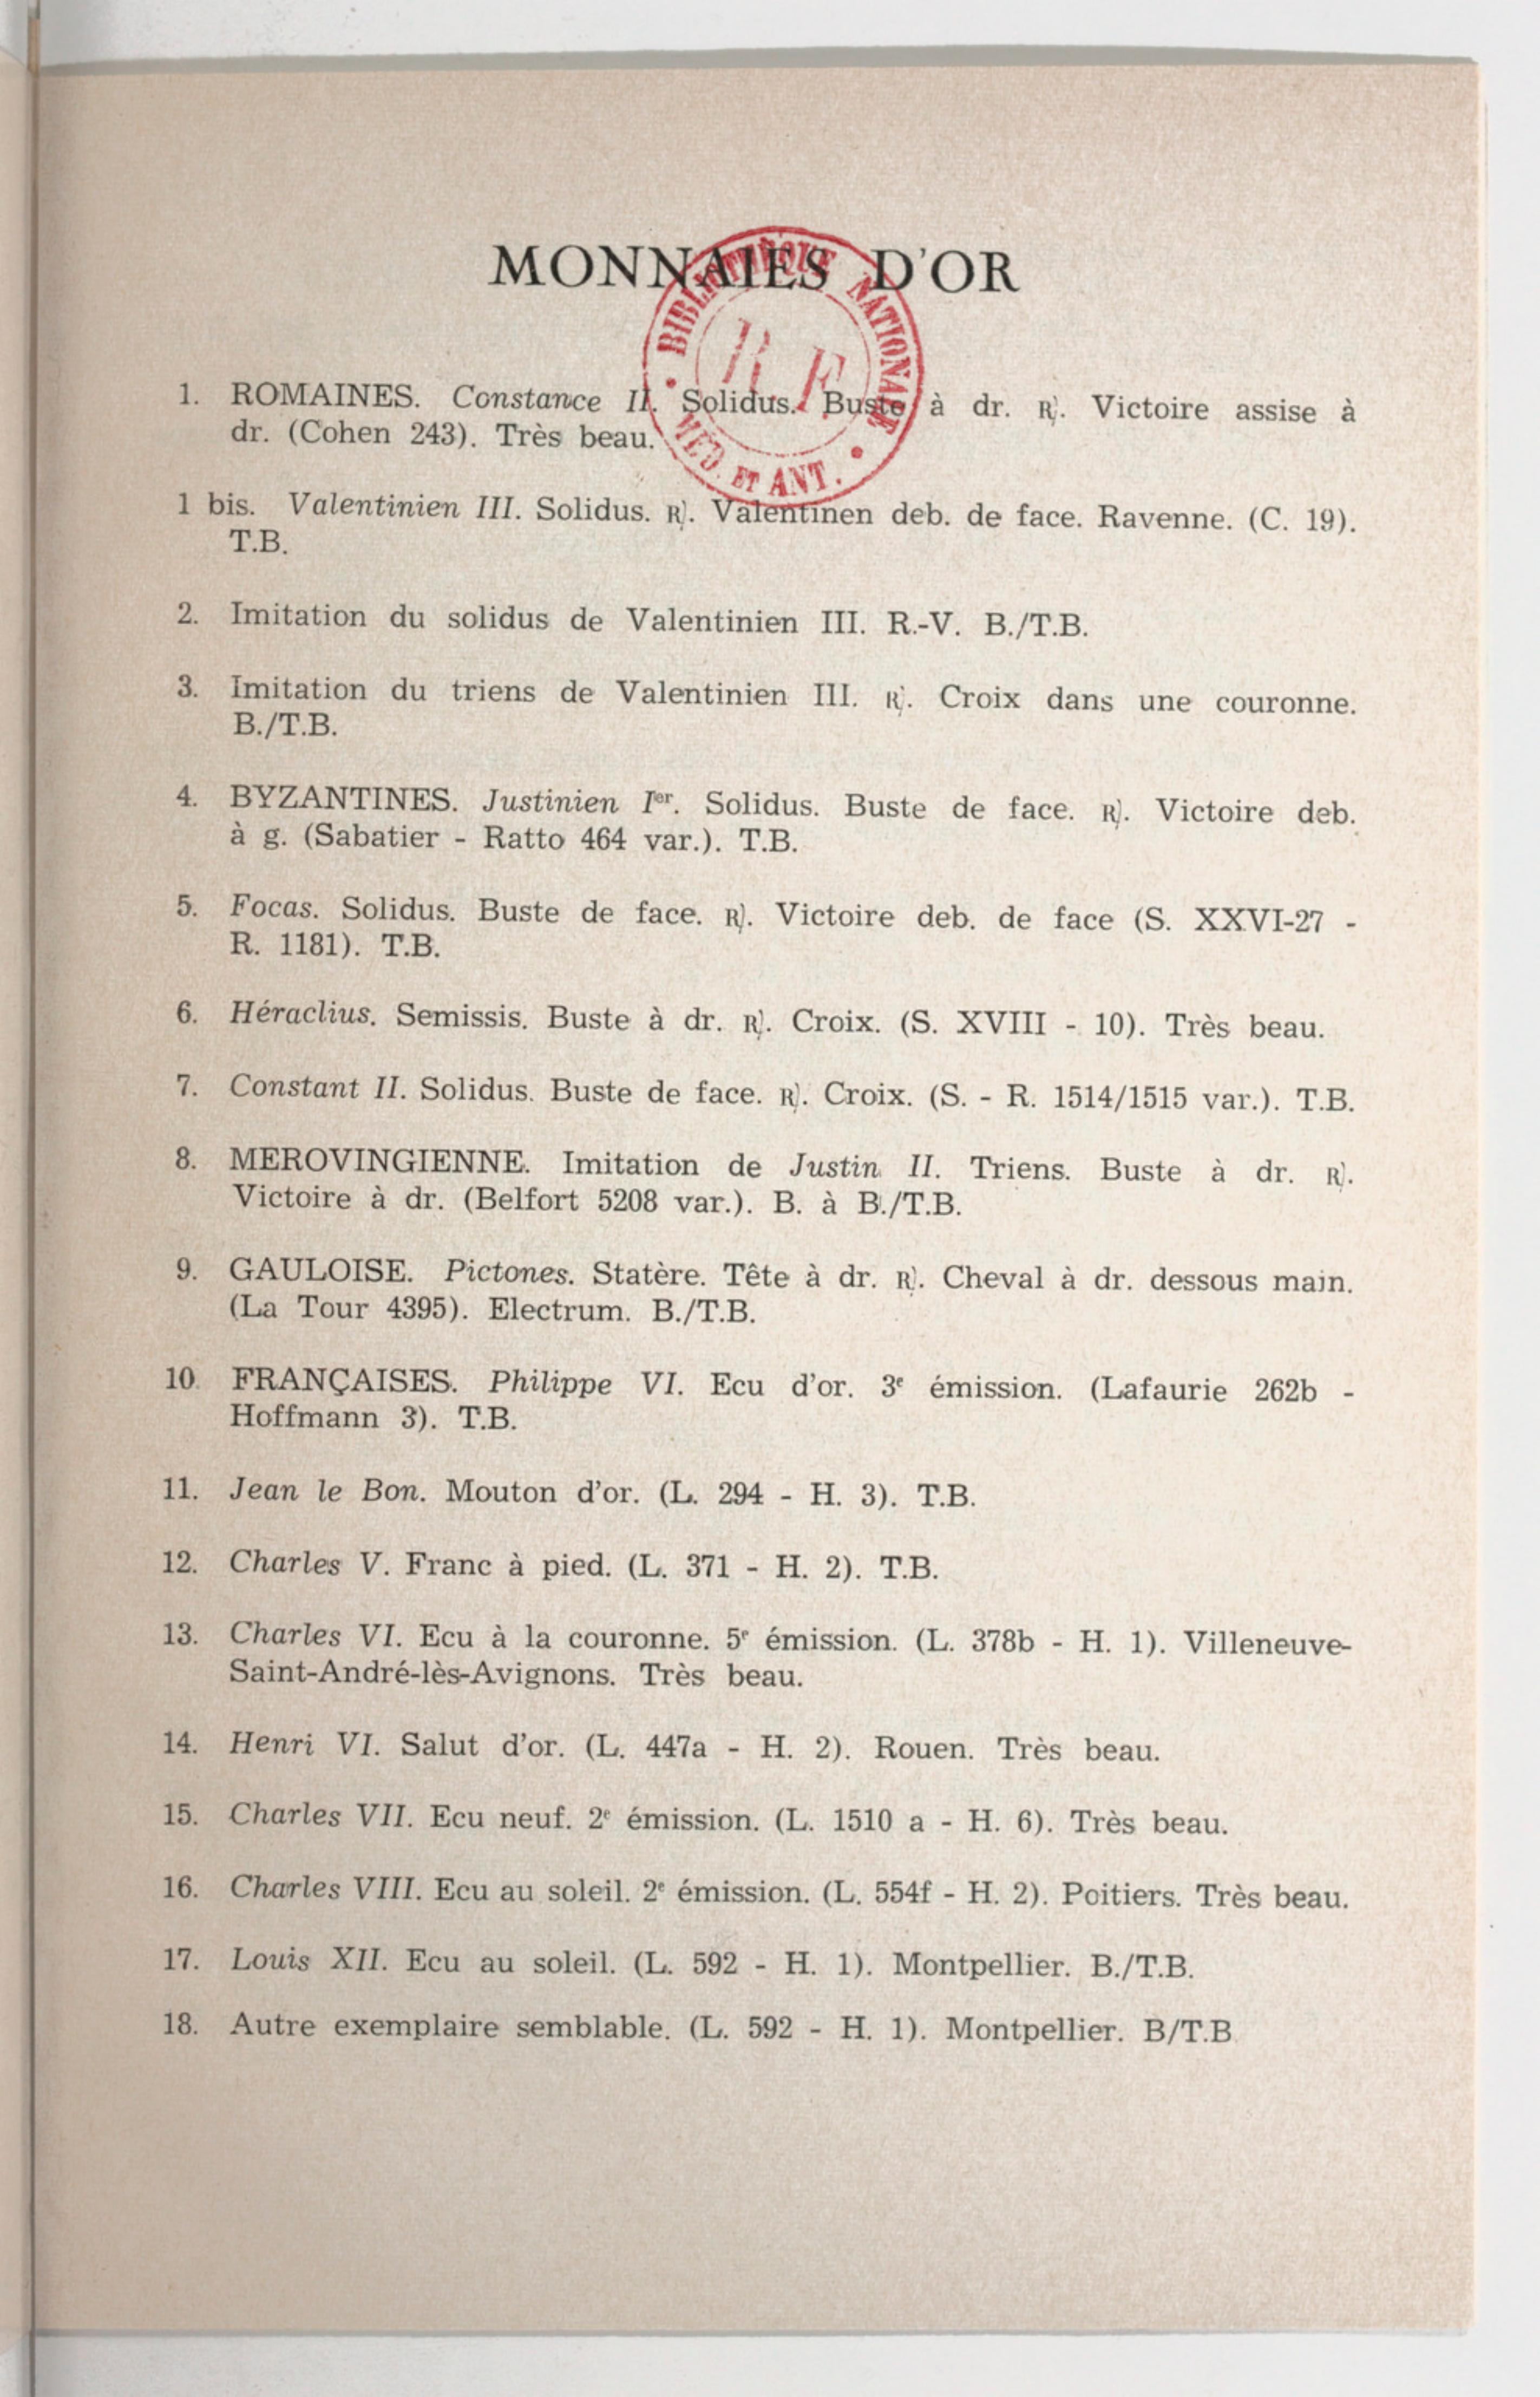 MONNAIES D'OR
BIBLIOTHÈQUE NATIONALE
R F
MÉD. ET ANT.
1. ROMAINES. Constance II. Solidus. Buste à dr. ℟. Victoire assise à
dr. (Cohen 243). Très beau.
1 bis. Valentinien III. Solidus. ℟. Valentinen deb. de face. Ravenne. (C. 19).
T.B.
2. Imitation du solidus de Valentinien III. R.-V. B./T.B.
3. Imitation du triens de Valentinien III. ℟. Croix dans une couronne.
B./T.B.
4. BYZANTINES. Justinien Ier. Solidus. Buste de face. ℟. Victoire deb.
à g. (Sabatier - Ratto 464 var.). T.B.
5. Focas. Solidus. Buste de face. ℟. Victoire deb. de face (S. XXVI-27 -
R. 1181). T.B.
6. Héraclius. Semissis. Buste à dr. ℟. Croix. (S. XVIII - 10). Très beau.
7. Constant II. Solidus. Buste de face. ℟. Croix. (S. - R. 1514/1515 var.). T.B.
8. MEROVINGIENNE. Imitation de Justin II. Triens. Buste à dr. ℟.
Victoire à dr. (Belfort 5208 var.). B. à B./T.B.
9. GAULOISE. Pictones. Statère. Tête à dr. ℟. Cheval à dr. dessous main.
(La Tour 4395). Electrum. B./T.B.
10. FRANÇAISES. Philippe VI. Ecu d'or. 3e émission. (Lafaurie 262b -
Hoffmann 3). T.B.
11. Jean le Bon. Mouton d'or. (L. 294 - H. 3). T.B.
12. Charles V. Franc à pied. (L. 371 - H. 2). T.B.
13. Charles VI. Ecu à la couronne. 5e émission. (L. 378b - H. 1). Villeneuve-
Saint-André-lès-Avignons. Très beau.
14. Henri VI. Salut d'or. (L. 447a - H. 2). Rouen. Très beau.
15. Charles VII. Ecu neuf. 2e émission. (L. 1510 a - H. 6). Très beau.
16. Charles VIII. Ecu au soleil. 2e émission. (L. 554f - H. 2). Poitiers. Très beau.
17. Louis XII. Ecu au soleil. (L. 592 - H. 1). Montpellier. B./T.B.
18. Autre exemplaire semblable. (L. 592 - H. 1). Montpellier. B/T.B